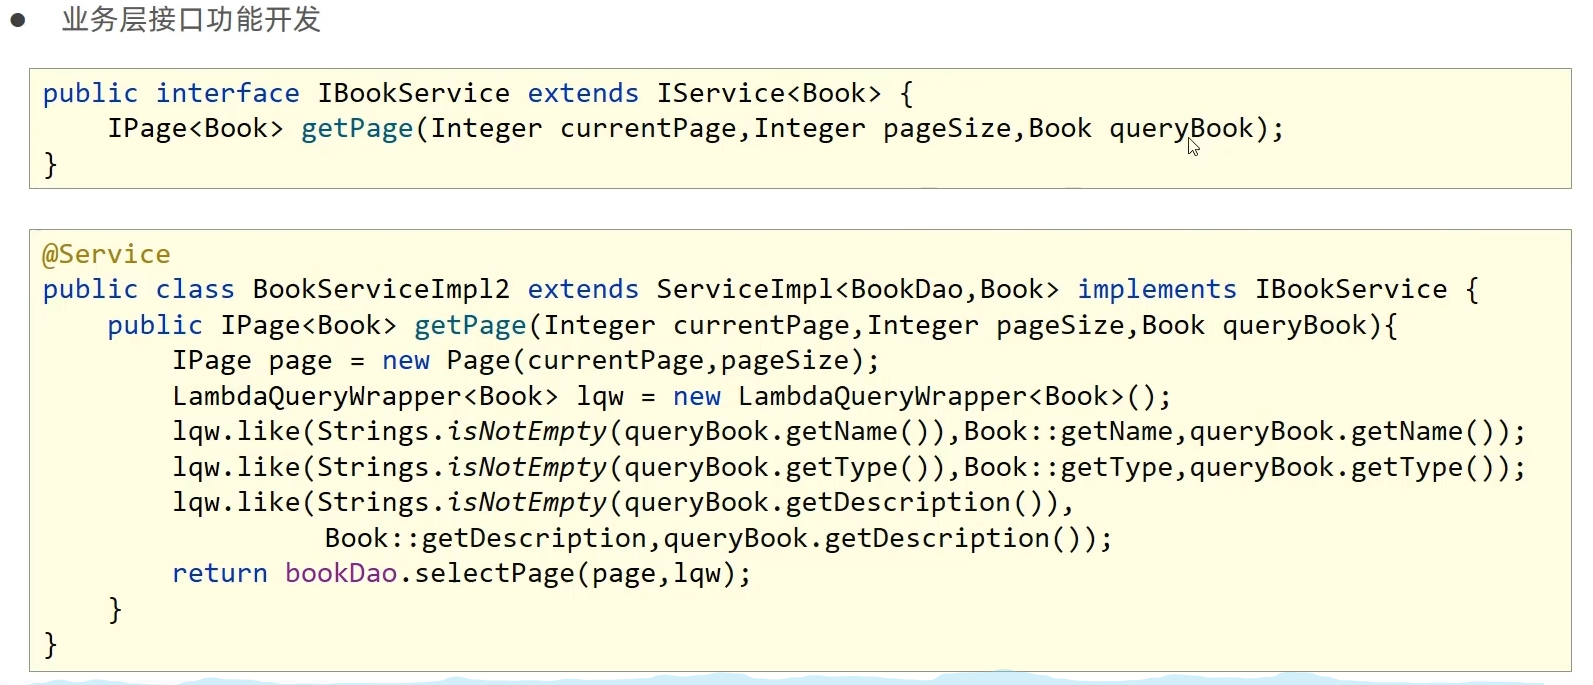 ● 业务层接口功能开发
public interface IBookService extends IService<Book> {
    IPage<Book> getPage(Integer currentPage,Integer pageSize,Book queryBook);
}
@Service
public class BookServiceImpl2 extends ServiceImpl<BookDao,Book> implements IBookService {
    public IPage<Book> getPage(Integer currentPage,Integer pageSize,Book queryBook){
        IPage page = new Page(currentPage,pageSize);
        LambdaQueryWrapper<Book> lqw = new LambdaQueryWrapper<Book>();
        lqw.like(Strings.isNotEmpty(queryBook.getName()),Book::getName,queryBook.getName());
        lqw.like(Strings.isNotEmpty(queryBook.getType()),Book::getType,queryBook.getType());
        lqw.like(Strings.isNotEmpty(queryBook.getDescription()),
                Book::getDescription,queryBook.getDescription());
        return bookDao.selectPage(page,lqw);
    }
}